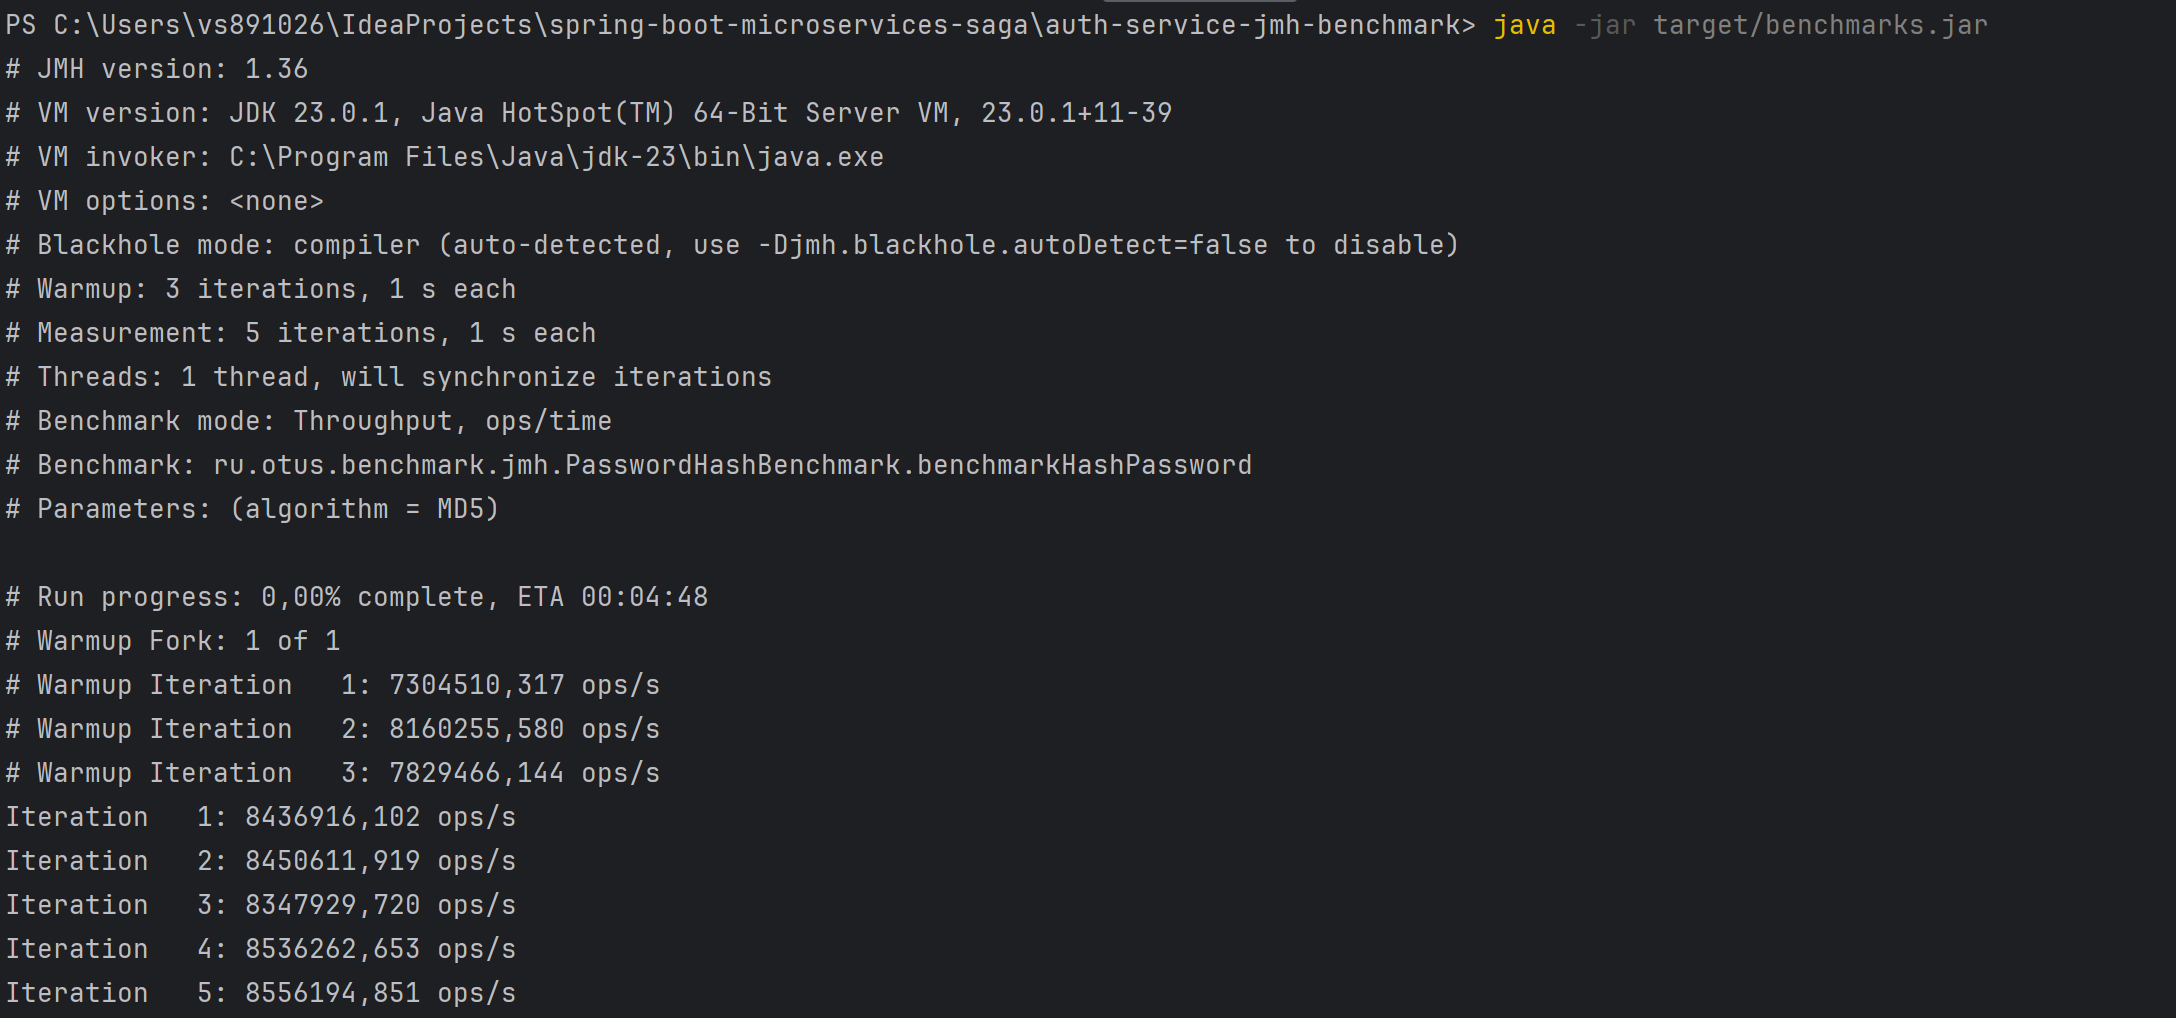 PS C:\Users\vs891026\IdeaProjects\spring-boot-microservices-saga\auth-service-jmh-benchmark> java -jar target/benchmarks.jar
# JMH version: 1.36
# VM version: JDK 23.0.1, Java HotSpot(TM) 64-Bit Server VM, 23.0.1+11-39
# VM invoker: C:\Program Files\Java\jdk-23\bin\java.exe
# VM options: <none>
# Blackhole mode: compiler (auto-detected, use -Djmh.blackhole.autoDetect=false to disable)
# Warmup: 3 iterations, 1 s each
# Measurement: 5 iterations, 1 s each
# Threads: 1 thread, will synchronize iterations
# Benchmark mode: Throughput, ops/time
# Benchmark: ru.otus.benchmark.jmh.PasswordHashBenchmark.benchmarkHashPassword
# Parameters: (algorithm = MD5)
# Run progress: 0,00% complete, ETA 00:04:48
# Warmup Fork: 1 of 1
# Warmup Iteration   1: 7304510,317 ops/s
# Warmup Iteration   2: 8160255,580 ops/s
# Warmup Iteration   3: 7829466,144 ops/s
Iteration   1: 8436916,102 ops/s
Iteration   2: 8450611,919 ops/s
Iteration   3: 8347929,720 ops/s
Iteration   4: 8536262,653 ops/s
Iteration   5: 8556194,851 ops/s